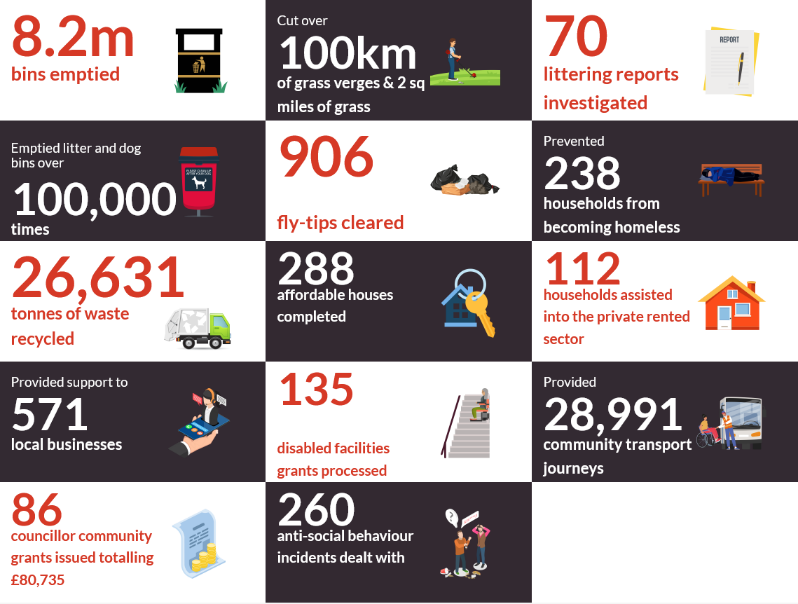 8.2m
bins emptied
Cut over
100km
of grass verges & 2 sq
miles of grass
70
littering reports
investigated
REPORT
Emptied litter and dog
bins over
100,000
times
906
fly-tips cleared
Prevented
238
households from
becoming homeless
26,631
tonnes of waste
recycled
288
affordable houses
completed
112
households assisted
into the private rented
sector
Provided support to
571
local businesses
135
disabled facilities
grants processed
Provided
28,991
community transport
journeys
86
councillor community
grants issued totalling
£80,735
260
anti-social behaviour
incidents dealt with